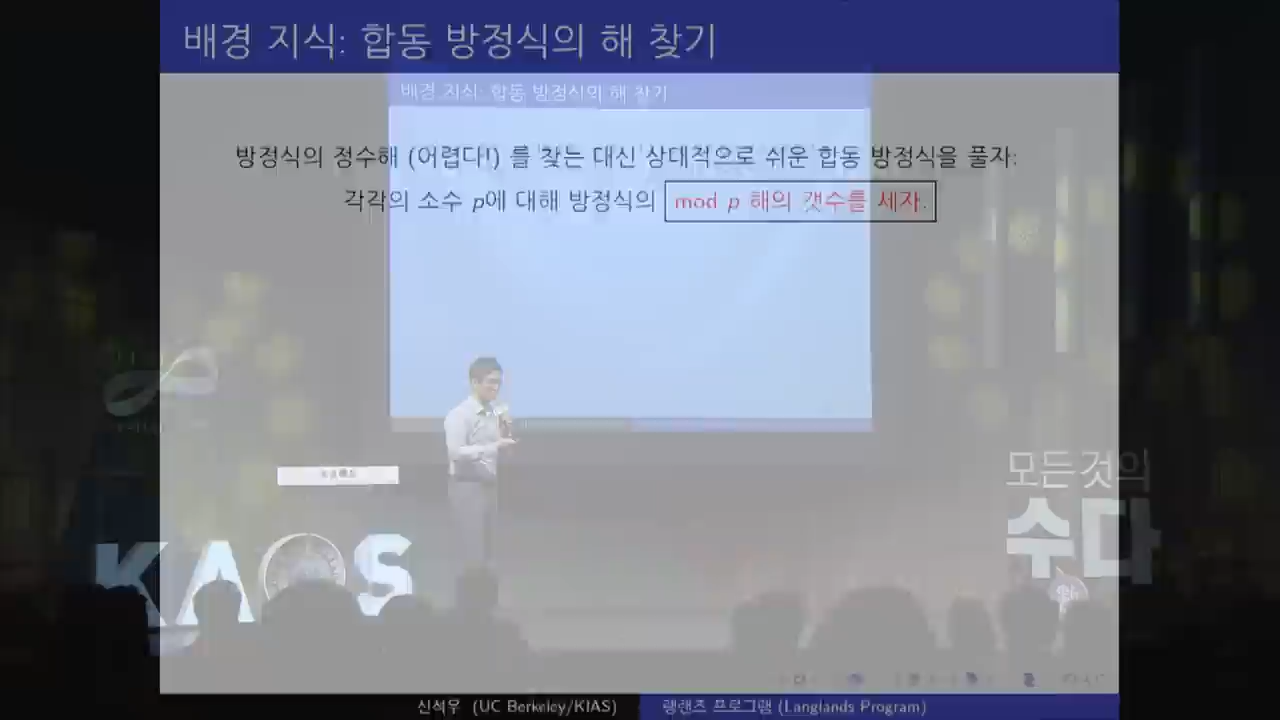 배경 지식: 합동 방정식의 해 찾기
배경 지식: 합동 방정식의 해 찾기
방정식의 정수해 (어렵다!) 를 찾는 대신 상대적으로 쉬운 합동 방정식을 풀자:
각각의 소수 p에 대해 방정식의 mod p 해의 갯수를 세자.
모든것의
수다
KAOS
신석우 (UC Berkeley/KIAS)
랭랜즈 프로그램 (Langlands Program)